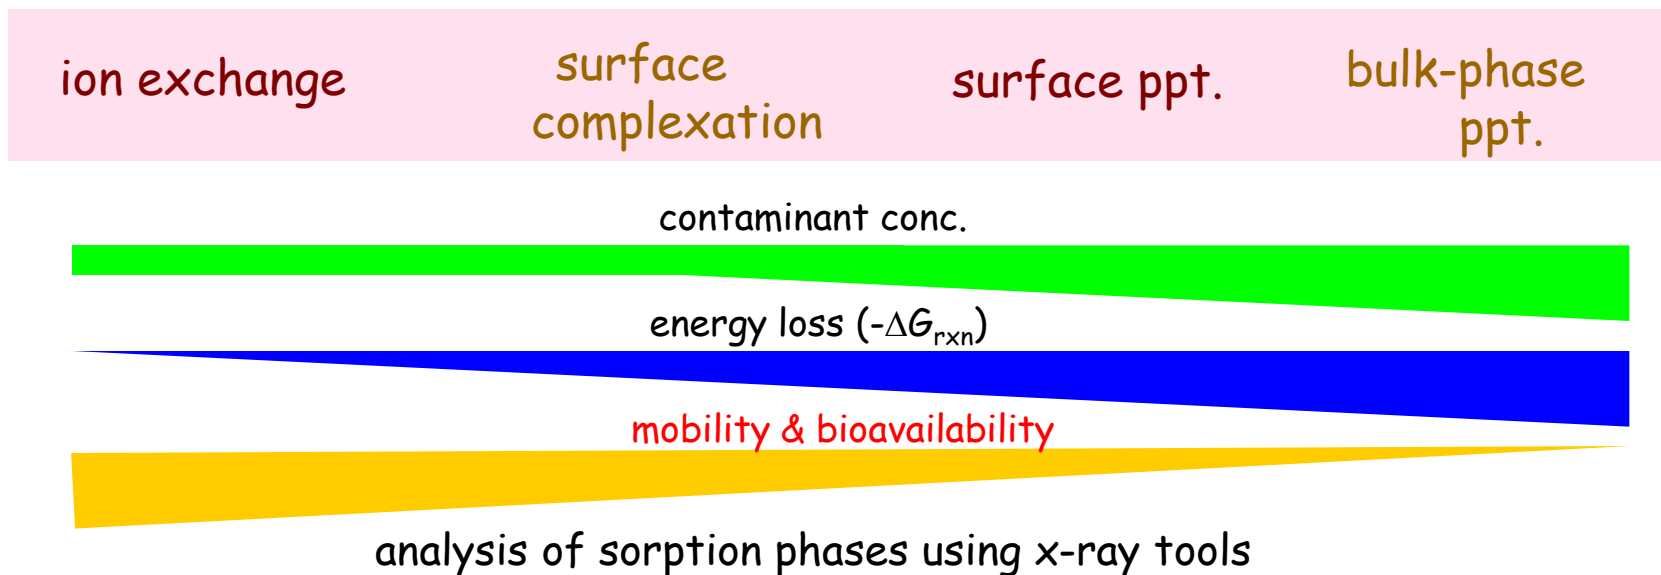 ion exchange
surface
complexation
surface ppt.
bulk-phase
ppt.
contaminant conc.
energy loss (-ΔGrxn)
mobility & bioavailability
analysis of sorption phases using x-ray tools